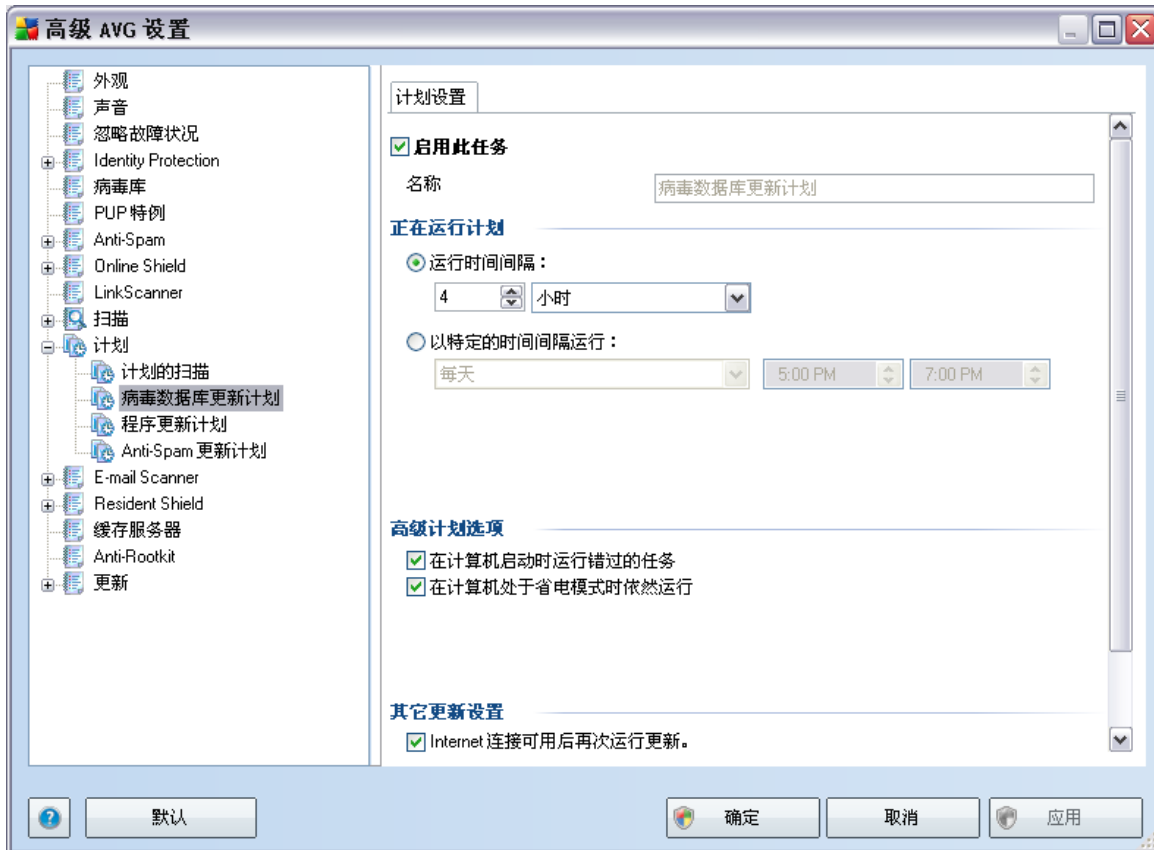 高级 AVG 设置
外观
声音
忽略故障状况
Identity Protection
病毒库
PUP 特例
Anti-Spam
Online Shield
LinkScanner
扫描
计划
计划的扫描
病毒数据库更新计划
程序更新计划
Anti-Spam 更新计划
E-mail Scanner
Resident Shield
缓存服务器
Anti-Rootkit
更新
计划设置
启用此任务
名称
病毒数据库更新计划
正在运行计划
运行时间间隔：
4 小时
以特定的时间间隔运行：
每天 5:00 PM 7:00 PM
高级计划选项
在计算机启动时运行错过的任务
在计算机处于省电模式时依然运行
其它更新设置
Internet 连接可用后再次运行更新。
默认 确定 取消 应用